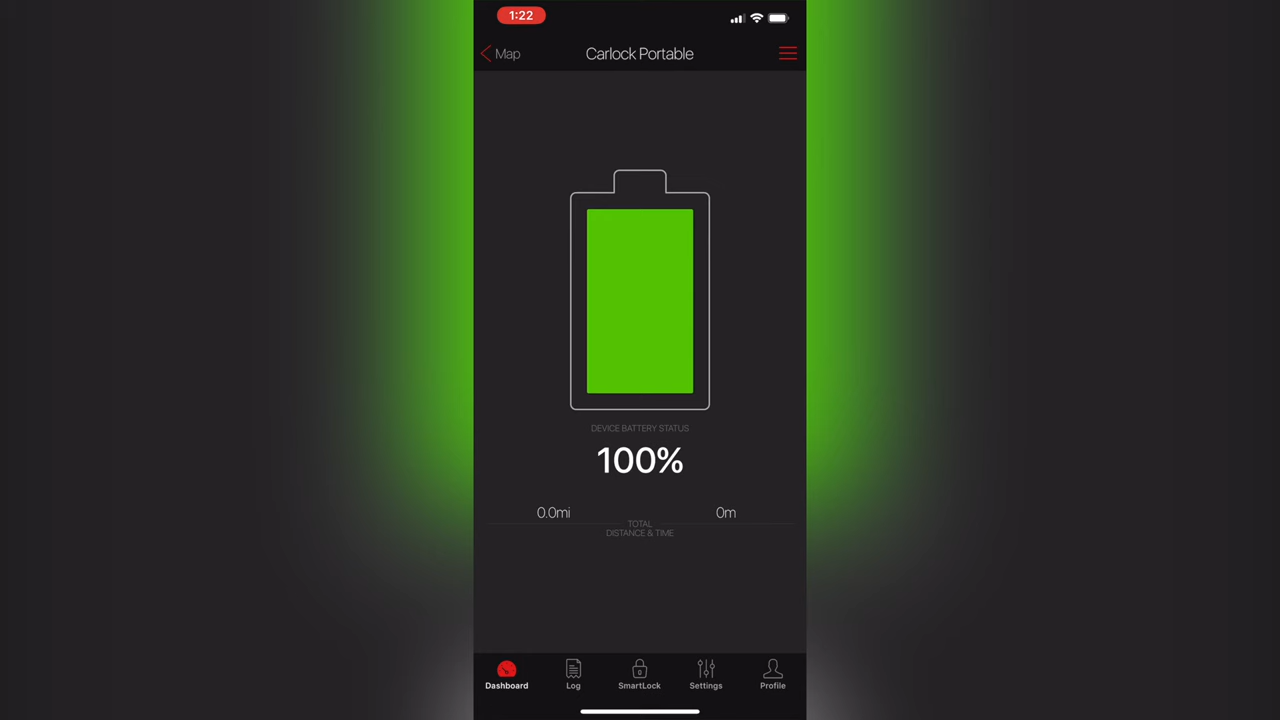 1:22
Map
Carlock Portable
DEVICE BATTERY STATUS
100%
0.0mi
0m
TOTAL
DISTANCE & TIME
Dashboard
Log
SmartLock
Settings
Profile